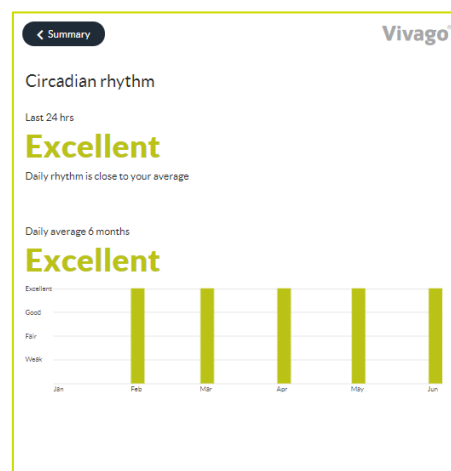 Summary
Vivago
Circadian rhythm
Last 24 hrs
Excellent
Daily rhythm is close to your average
Daily average 6 months
Excellent
Excellent
Good
Fair
Weak
Jan
Feb
Mar
Apr
May
Jun